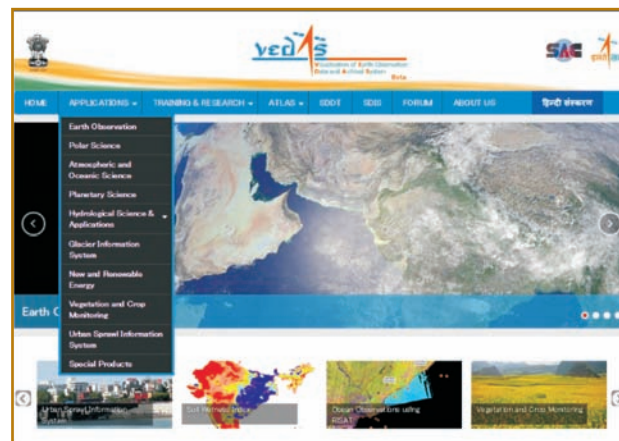 vedas
Visualization of Earth Observation
Data and Archival System
Beta
SAC
HOME APPLICATIONS TRAINING & RESEARCH ATLAS SDDT SDIS FORUM ABOUT US हिन्दी संस्करण
Earth Observation
Polar Science
Atmospheric and
Oceanic Science
Planetary Science
Hydrological Science &
Applications
Glacier Information
System
New and Renewable
Energy
Vegetation and Crop
Monitoring
Urban Sprawl Information
System
Special Products
Earth
Urban Sprawl Information
System
Soil Wetness Index
Ocean Observations using
RISAT
Vegetation and Crop Monitoring